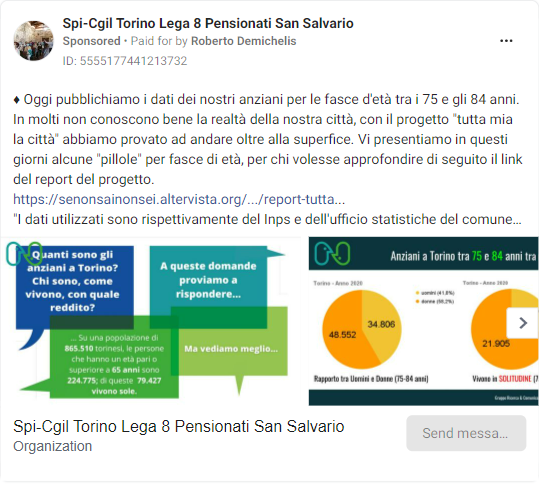 Spi-Cgil Torino Lega 8 Pensionati San Salvario
Sponsored • Paid for by Roberto Demichelis
ID: 5555177441213732
♦ Oggi pubblichiamo i dati dei nostri anziani per le fasce d'età tra i 75 e gli 84 anni.
In molti non conoscono bene la realtà della nostra città, con il progetto "tutta mia
la città" abbiamo provato ad andare oltre alla superfice. Vi presentiamo in questi
giorni alcune "pillole" per fasce di età, per chi volesse approfondire di seguito il link
del report del progetto.
https://senonsainonsei.altervista.org/.../report-tutta...
"I dati utilizzati sono rispettivamente del Inps e dell'ufficio statistiche del comune...
Quanti sono gli
anziani a Torino?
Chi sono, come
vivono, con quale
reddito?
A queste domande
proviamo a
rispondere...
... Su una popolazione di
865.510 torinesi, le persone
che hanno un età pari o
superiore a 65 anni sono
224.775; di queste 79.427
vivono sole.
Ma vediamo meglio...
Anziani a Torino tra 75 e 84 anni tra
Torino - Anno 2020
uomini (41,8%)
donne (58,2%)
48.552
34.806
Rapporto tra Uomini e Donne (75-84 anni)
Torino - Anno 2020
21.905
Vivono in SOLITUDINE (7
Gruppo Ricerca & Comunica
Spi-Cgil Torino Lega 8 Pensionati San Salvario
Organization
Send messa...